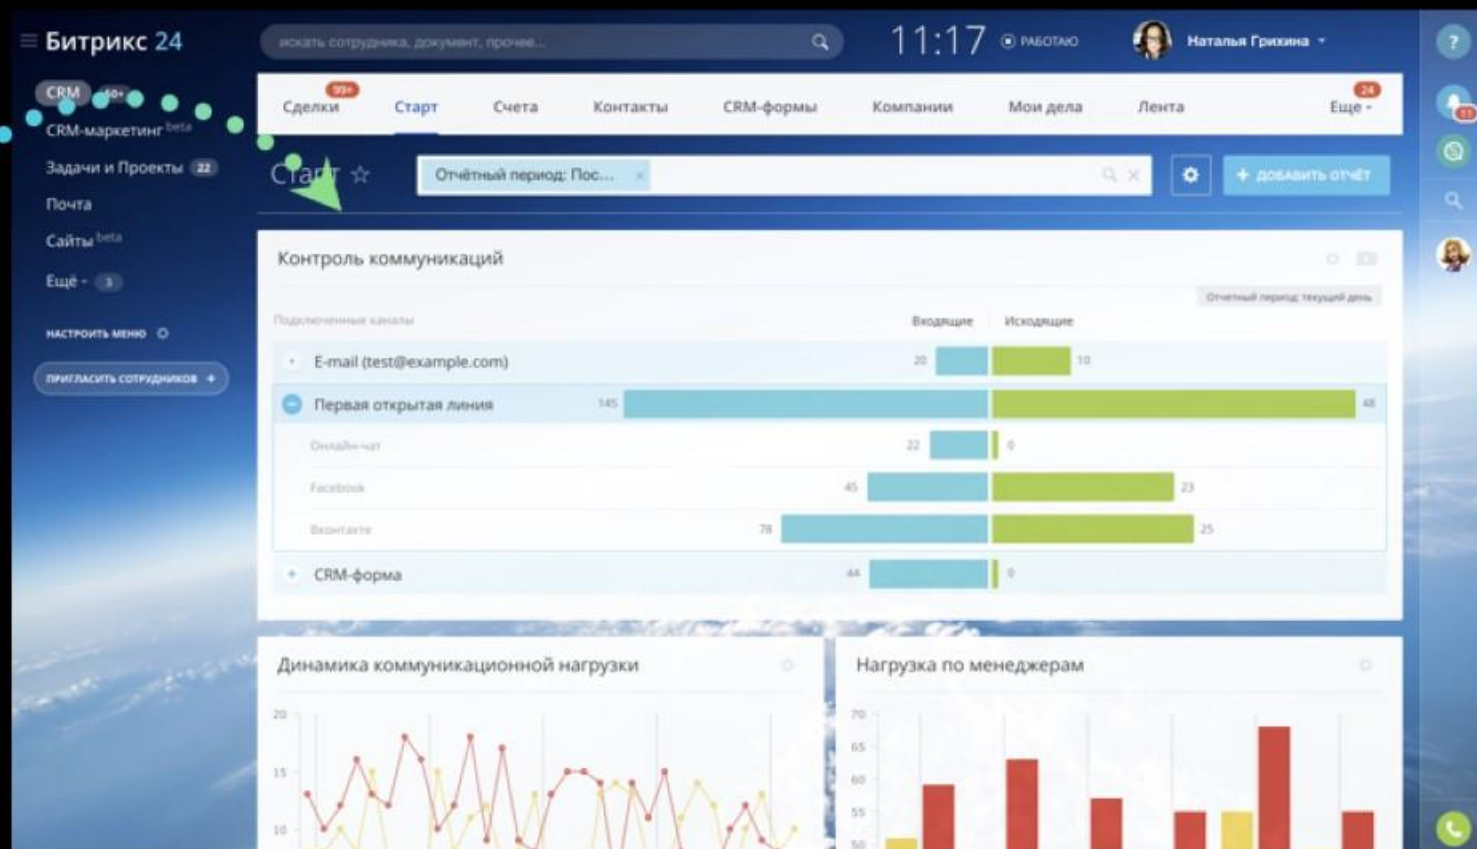 Битрикс 24
искать сотрудника, документ, прочее...
11:17 РАБОТАЮ
Наталья Грихина
CRM 60+
CRM-маркетинг beta
Задачи и Проекты 22
Почта
Сайты beta
Ещё - 3
НАСТРОИТЬ МЕНЮ
ПРИГЛАСИТЬ СОТРУДНИКОВ +
Сделки 99+ Старт Счета Контакты CRM-формы Компании Мои дела Лента Еще - 24
Старт
Отчётный период: Пос... ×
+ ДОБАВИТЬ ОТЧЁТ
Контроль коммуникаций
Отчетный период: текущий день
Подключенные каналы Входящие Исходящие
E-mail (test@example.com) 20 10
Первая открытая линия 145 48
Онлайн-чат 22 0
Facebook 45 23
Вконтакте 78 25
CRM-форма 44 0
Динамика коммуникационной нагрузки
20
15
10
Нагрузка по менеджерам
70
65
60
55
50